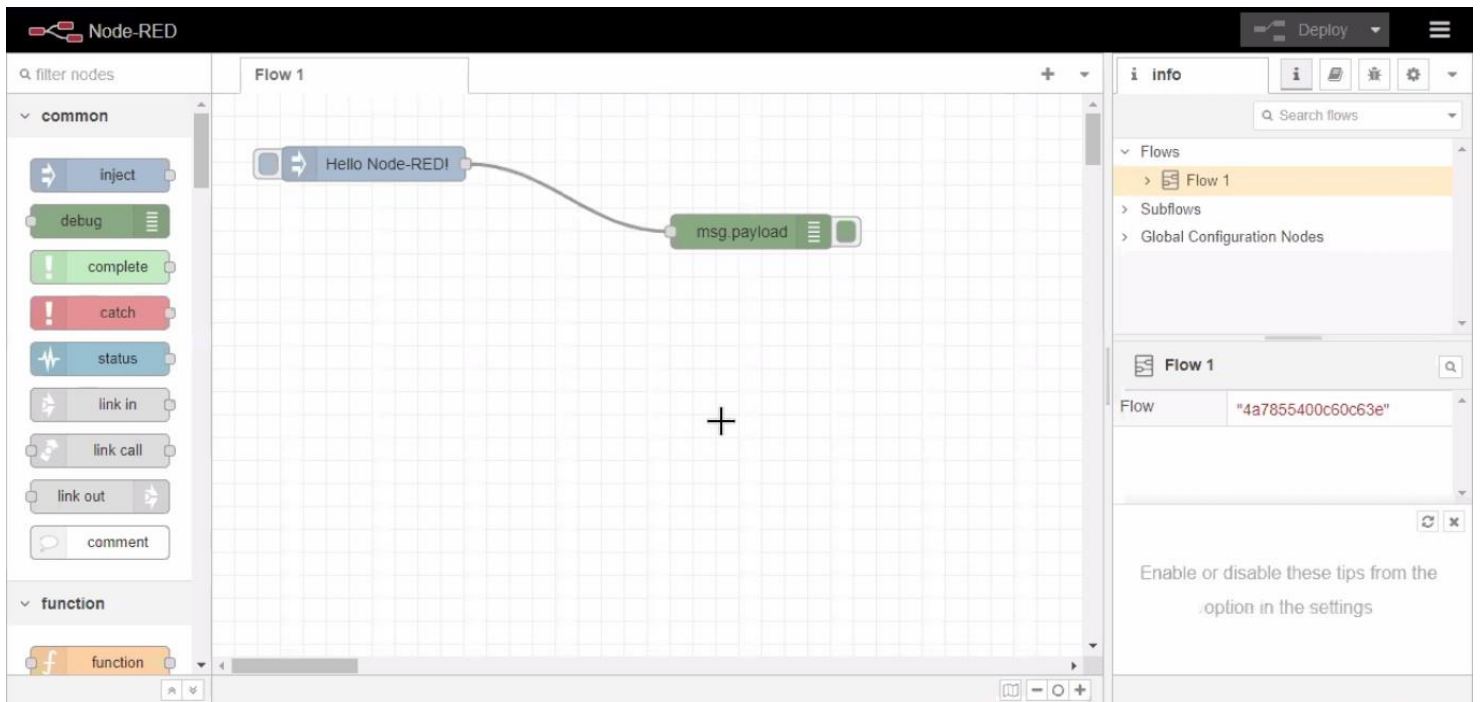 Node-RED
Deploy
filter nodes
common
inject
debug
complete
catch
status
link in
link call
link out
comment
function
function
Flow 1
Hello Node-RED!
msg.payload
i info
Search flows
Flows
Flow 1
Subflows
Global Configuration Nodes
Flow 1
Flow "4a7855400c60c63e"
Enable or disable these tips from the
option in the settings